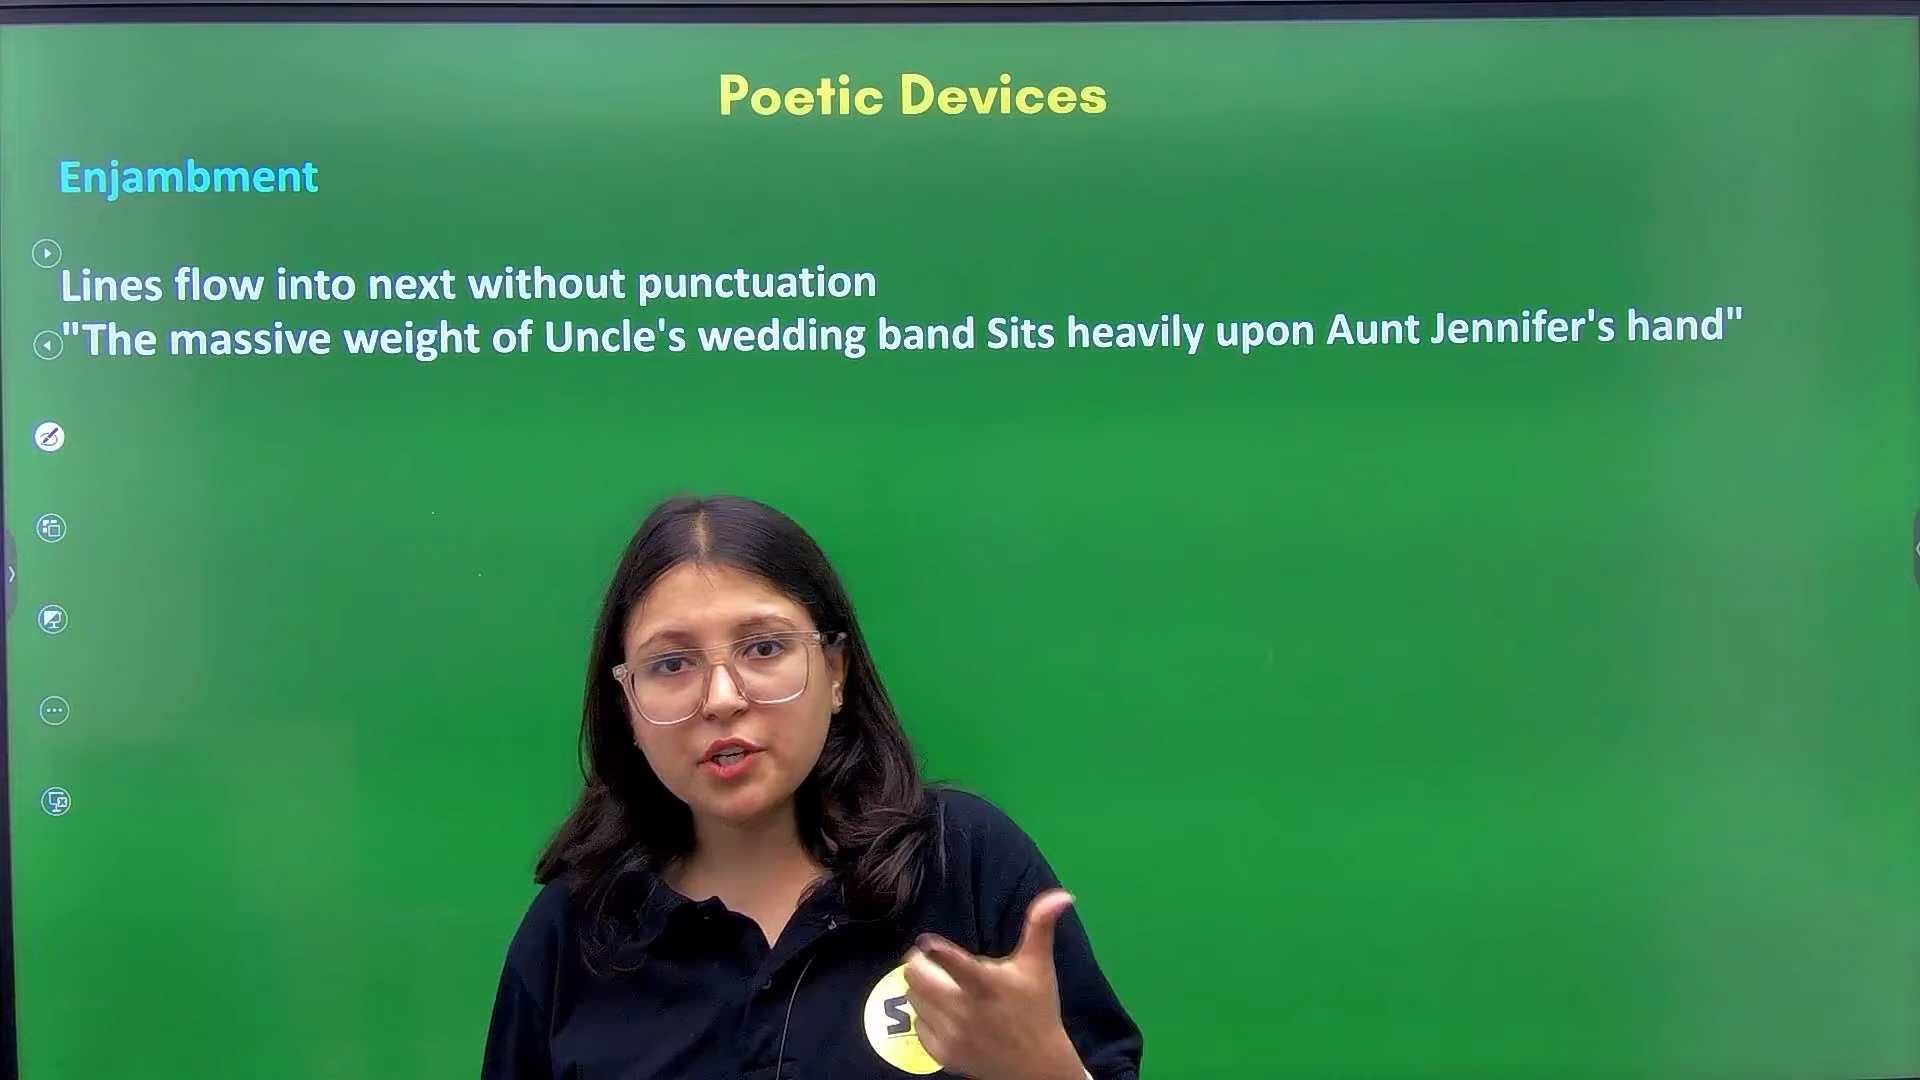 Poetic Devices
Enjambment
Lines flow into next without punctuation
"The massive weight of Uncle's wedding band Sits heavily upon Aunt Jennifer's hand"